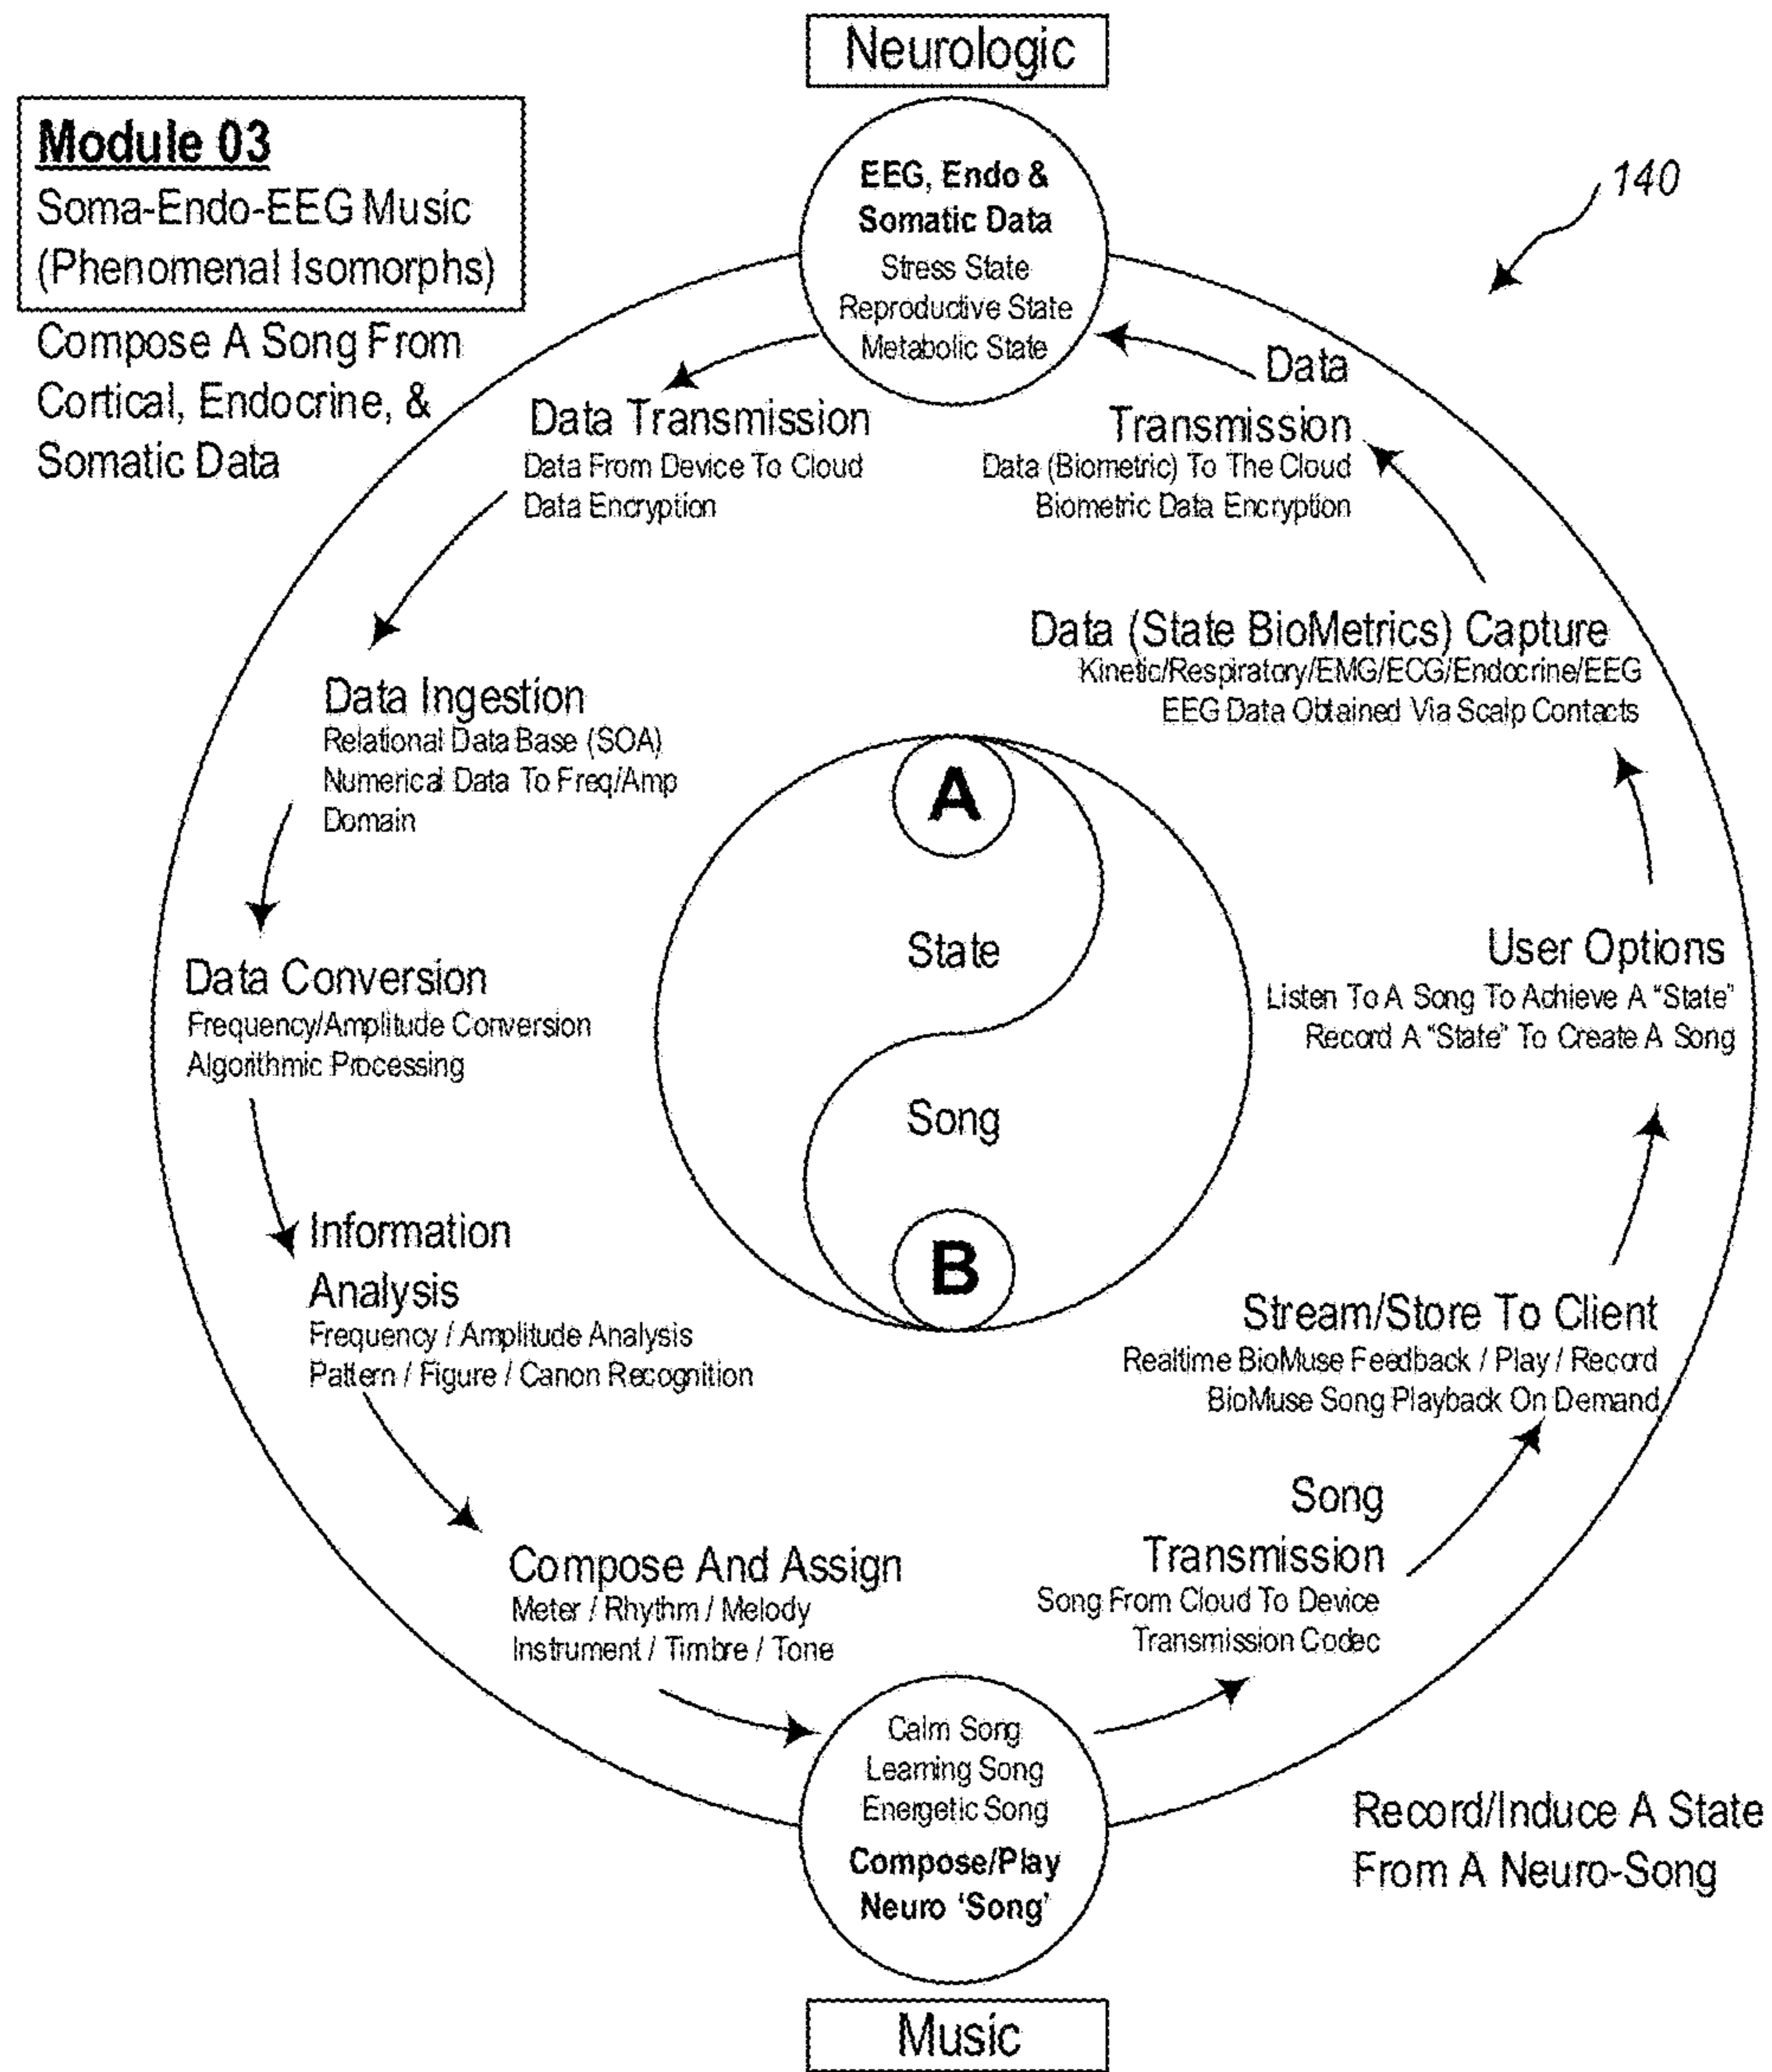 Neurologic
Module 03
Soma-Endo-EEG Music
(Phenomenal Isomorphs)
Compose A Song From
Cortical, Endocrine, &
Somatic Data
140
EEG, Endo &
Somatic Data
Stress State
Reproductive State
Metabolic State
Data Transmission
Data From Device To Cloud
Data Encryption
Data Ingestion
Relational Data Base (SOA)
Numerical Data To Freq/Amp
Domain
Data Conversion
Frequency/Amplitude Conversion
Algorithmic Processing
Information
Analysis
Frequency / Amplitude Analysis
Pattern / Figure / Canon Recognition
Compose And Assign
Meter / Rhythm / Melody
Instrument / Timbre / Tone
Calm Song
Learning Song
Energetic Song
Compose/Play
Neuro ‘Song’
Music
Song
Transmission
Song From Cloud To Device
Transmission Codec
Stream/Store To Client
Realtime BioMuse Feedback / Play / Record
BioMuse Song Playback On Demand
User Options
Listen To A Song To Achieve A “State”
Record A “State” To Create A Song
Data (State BioMetrics) Capture
Kinetic/Respiratory/EMG/ECG/Endocrine/EEG
EEG Data Obtained Via Scalp Contacts
Data
Transmission
Data (Biometric) To The Cloud
Biometric Data Encryption
A
State
Song
B
Record/Induce A State
From A Neuro-Song